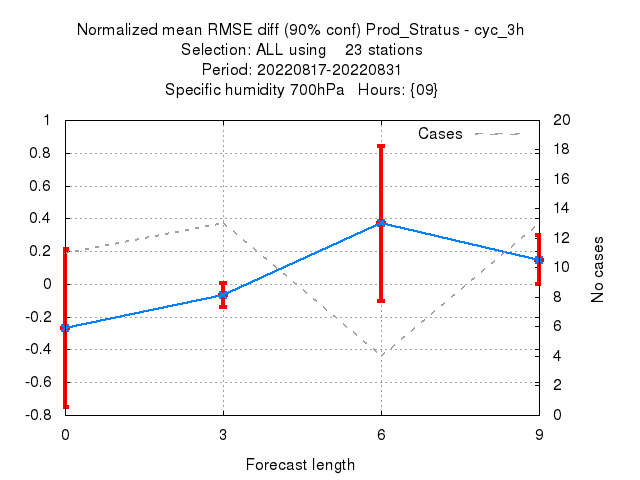 Normalized mean RMSE diff (90% conf) Prod_Stratus - cyc_3h
Selection: ALL using    23 stations
Period: 20220817-20220831
Specific humidity 700hPa   Hours: {09}
Cases
1
0.8
0.6
0.4
0.2
0
-0.2
-0.4
-0.6
-0.8
20
18
16
14
12
10
8
6
4
2
0
No cases
0 3 6 9
Forecast length